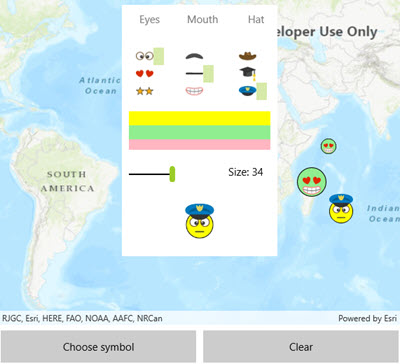 Eyes Mouth Hat
eloper Use Only
Atlantic
Ocean
Size: 34
SOUTH
AMERICA
Indian
Ocean
RJGC, Esri, HERE, FAO, NOAA, AAFC, NRCan Powered by Esri
Choose symbol Clear